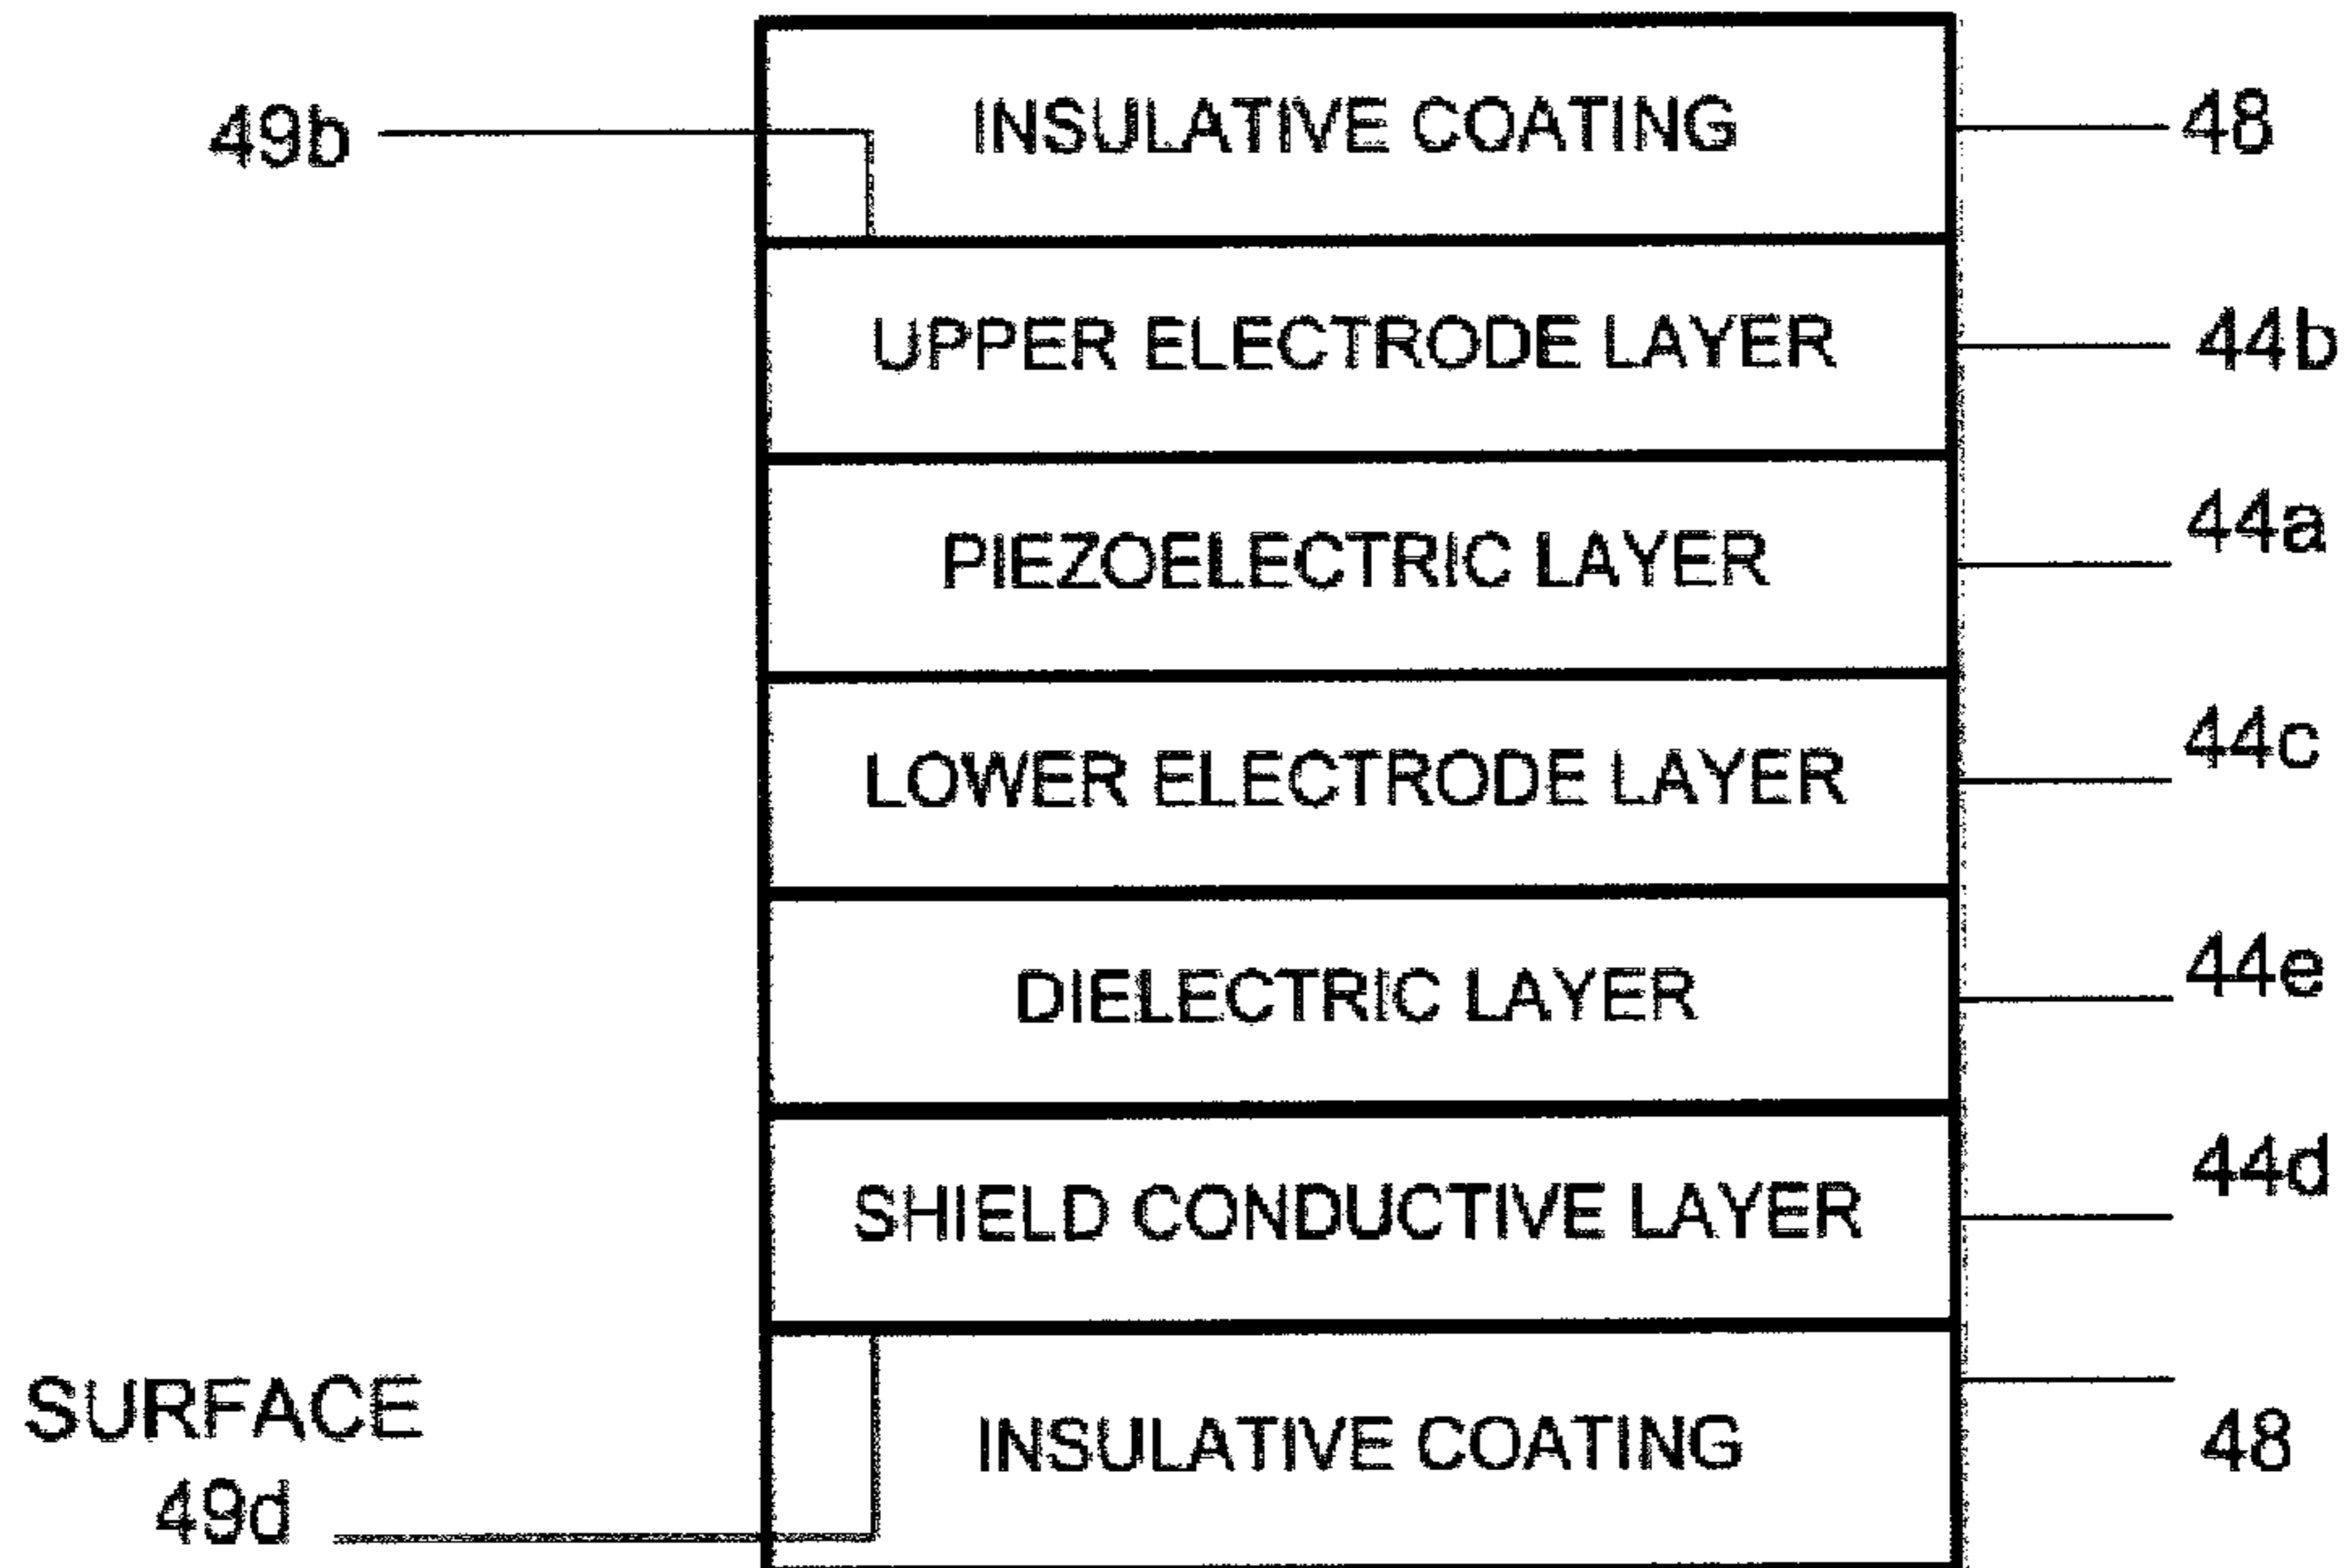 49b
INSULATIVE COATING
48
UPPER ELECTRODE LAYER
44b
PIEZOELECTRIC LAYER
44a
LOWER ELECTRODE LAYER
44c
DIELECTRIC LAYER
44e
SHIELD CONDUCTIVE LAYER
44d
SURFACE
49d
INSULATIVE COATING
48